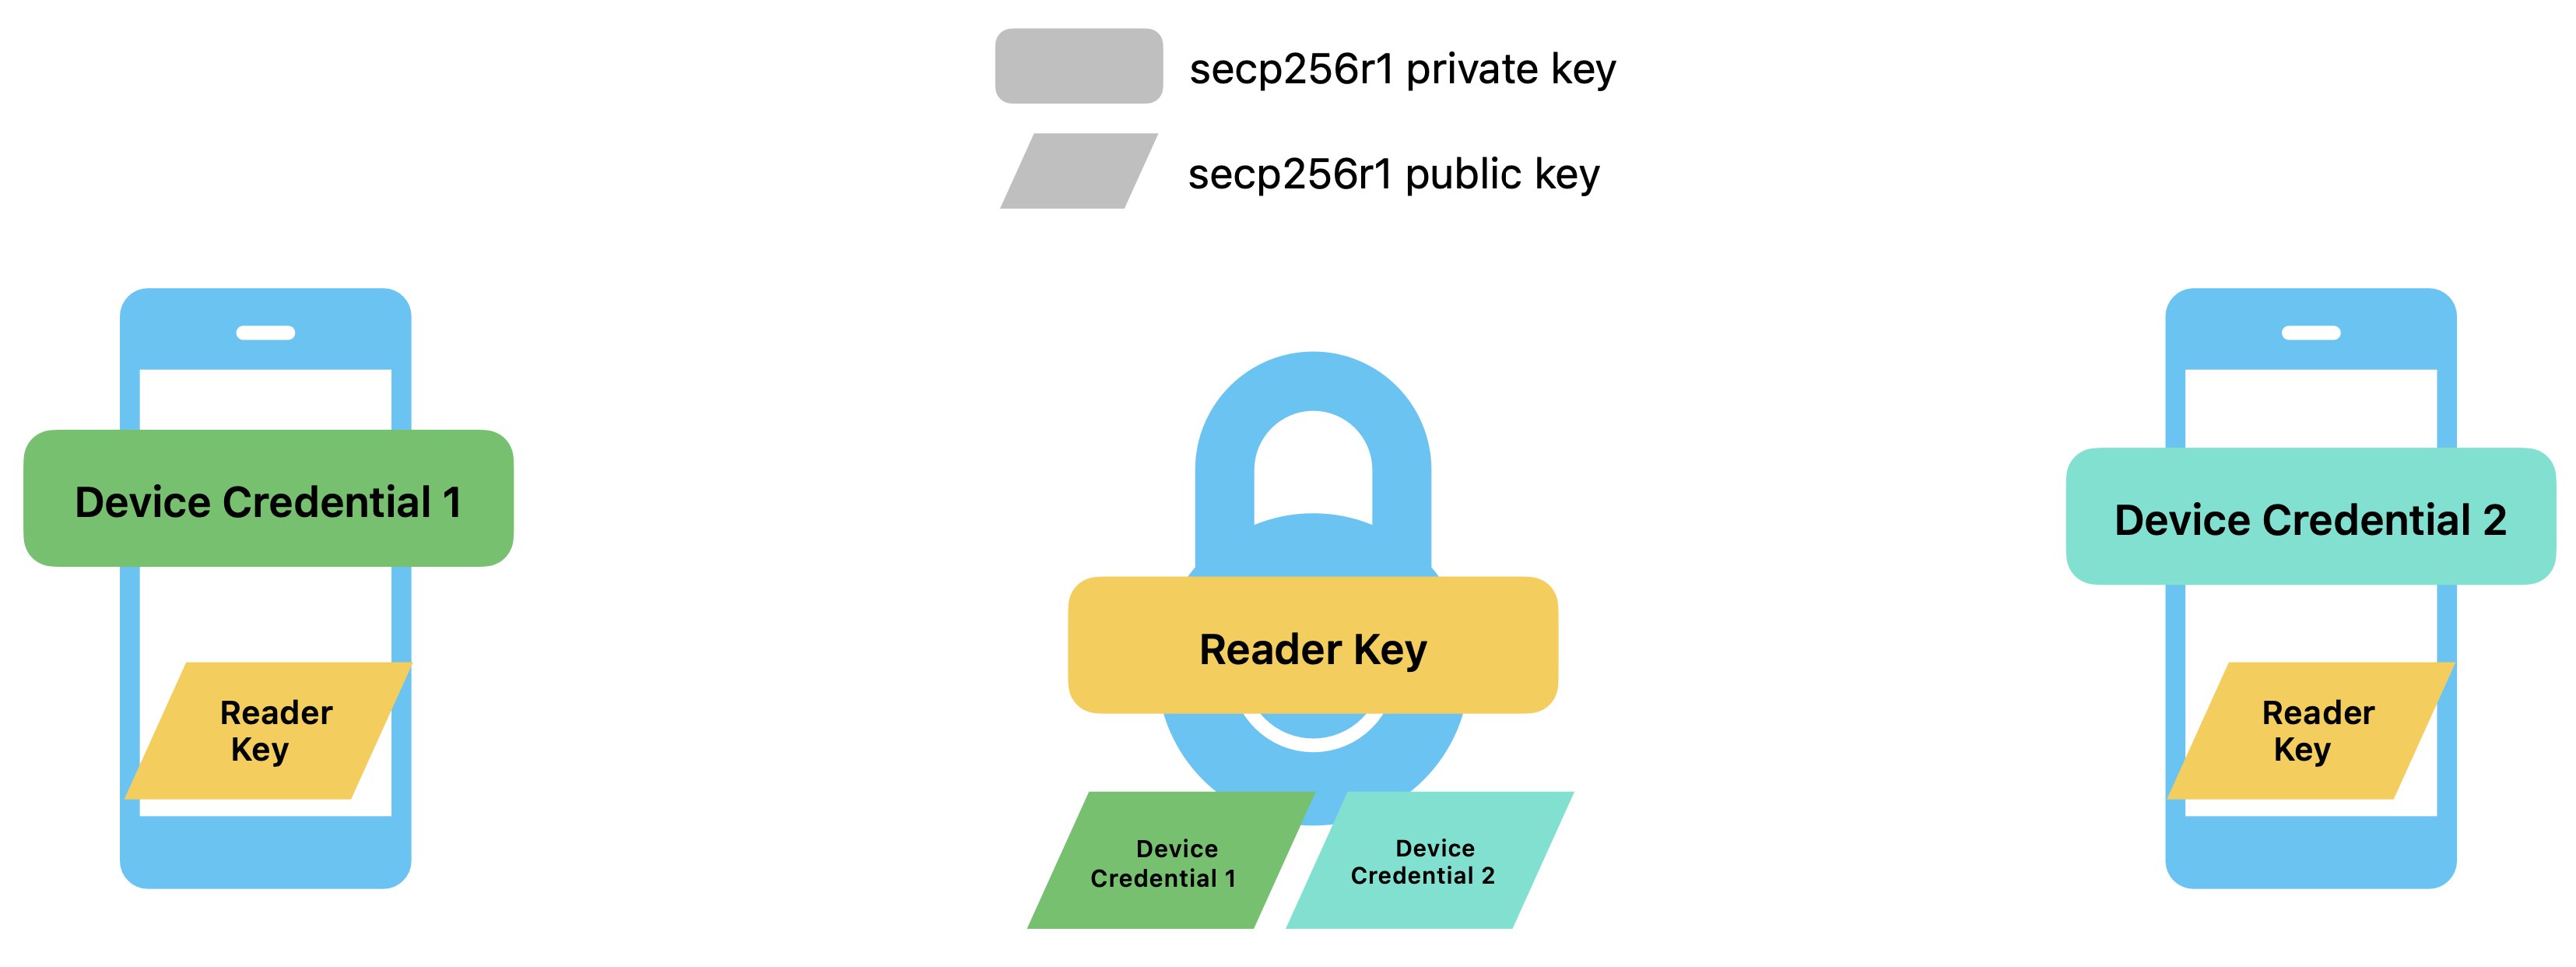 secp256r1 private key
secp256r1 public key
Device Credential 1
Reader
Key
Reader Key
Device
Credential 1
Device
Credential 2
Device Credential 2
Reader
Key